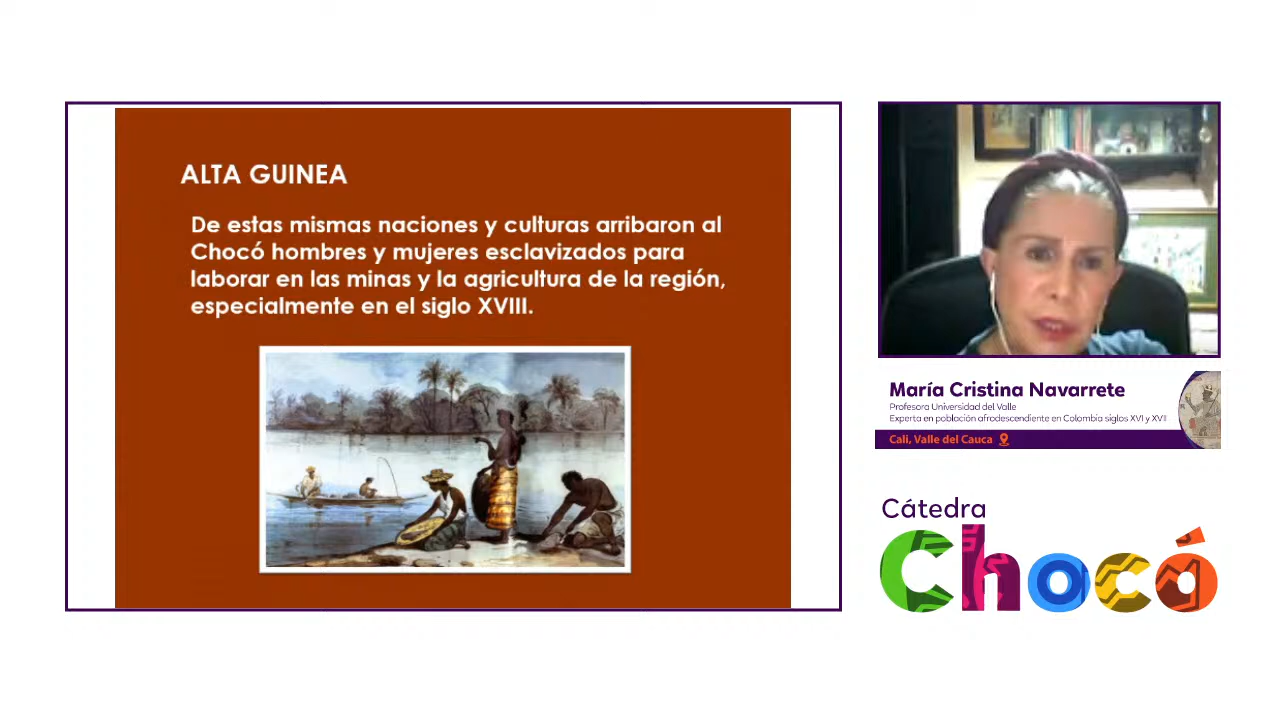 ALTA GUINEA
De estas mismas naciones y culturas arribaron al
Chocó hombres y mujeres esclavizados para
laborar en las minas y la agricultura de la región,
especialmente en el siglo XVIII.
María Cristina Navarrete
Profesora Universidad del Valle
Experta en población afrodescendiente en Colombia siglos XVI y XVII
Cali, Valle del Cauca
Cátedra
Chocó